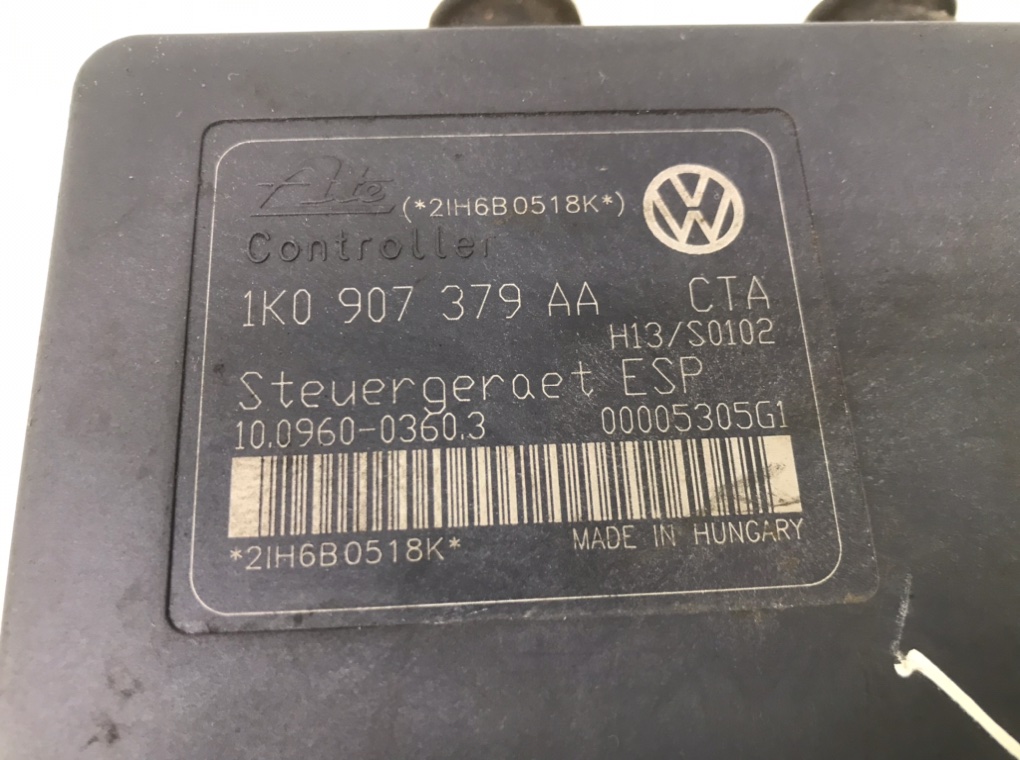 Ate (*2IH6B0518K*)
Controller
1K0 907 379 AA CTA
H13/S0102
Steuergeraet ESP
10.0960-0360.3 00005305G1
*2IH6B0518K* MADE IN HUNGARY